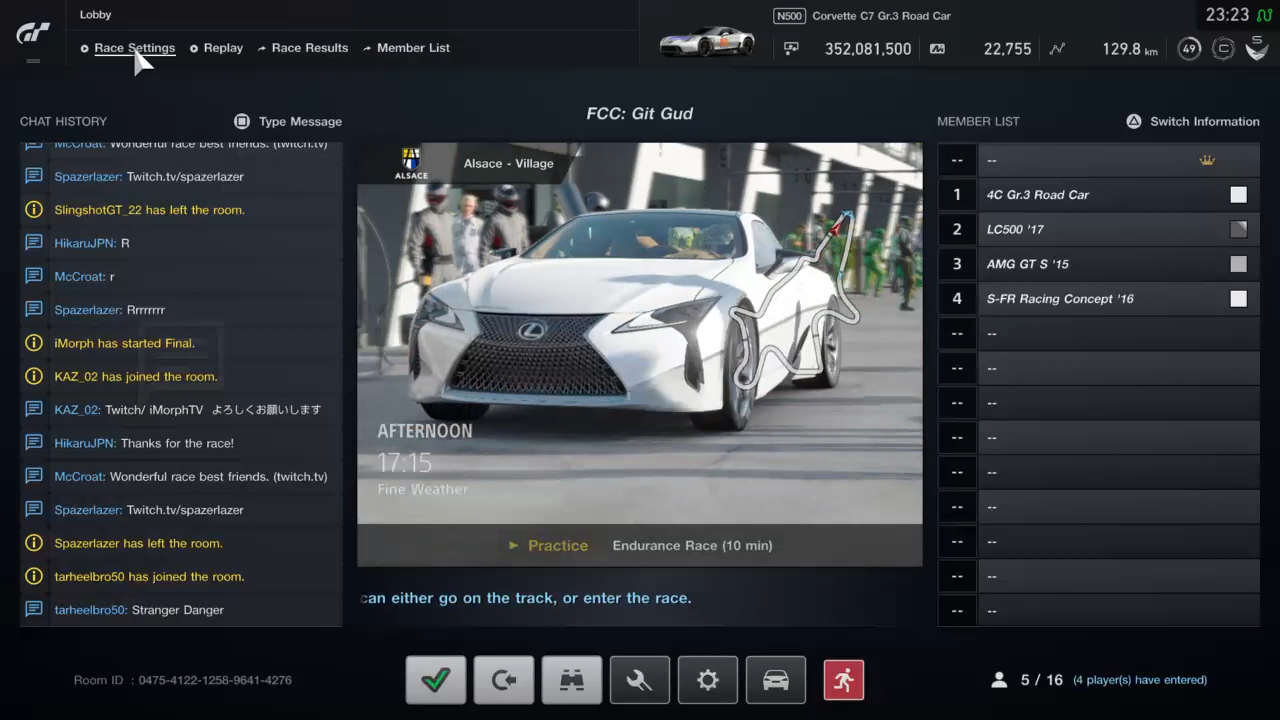 Lobby
Race Settings
Replay
Race Results
Member List
N500 Corvette C7 Gr.3 Road Car
352,081,500
22,755
129.8 km
49
C
S
23:23
CHAT HISTORY
Type Message
McCroat: Wonderful race best friends. (twitch.tv)
Spazerlazer: Twitch.tv/spazerlazer
SlingshotGT_22 has left the room.
HikaruJPN: R
McCroat: r
Spazerlazer: Rrrrrrrr
iMorph has started Final.
KAZ_02 has joined the room.
KAZ_02: Twitch/ iMorphTV よろしくお願いします
HikaruJPN: Thanks for the race!
McCroat: Wonderful race best friends. (twitch.tv)
Spazerlazer: Twitch.tv/spazerlazer
Spazerlazer has left the room.
tarheelbro50 has joined the room.
tarheelbro50: Stranger Danger
FCC: Git Gud
ALSACE
Alsace - Village
AFTERNOON
17:15
Fine Weather
Practice Endurance Race (10 min)
can either go on the track, or enter the race.
MEMBER LIST
Switch Information
-- --
1 4C Gr.3 Road Car
2 LC500 '17
3 AMG GT S '15
4 S-FR Racing Concept '16
-- --
-- --
-- --
-- --
-- --
-- --
-- --
-- --
-- --
Room ID : 0475-4122-1258-9641-4276
5 / 16 (4 player(s) have entered)